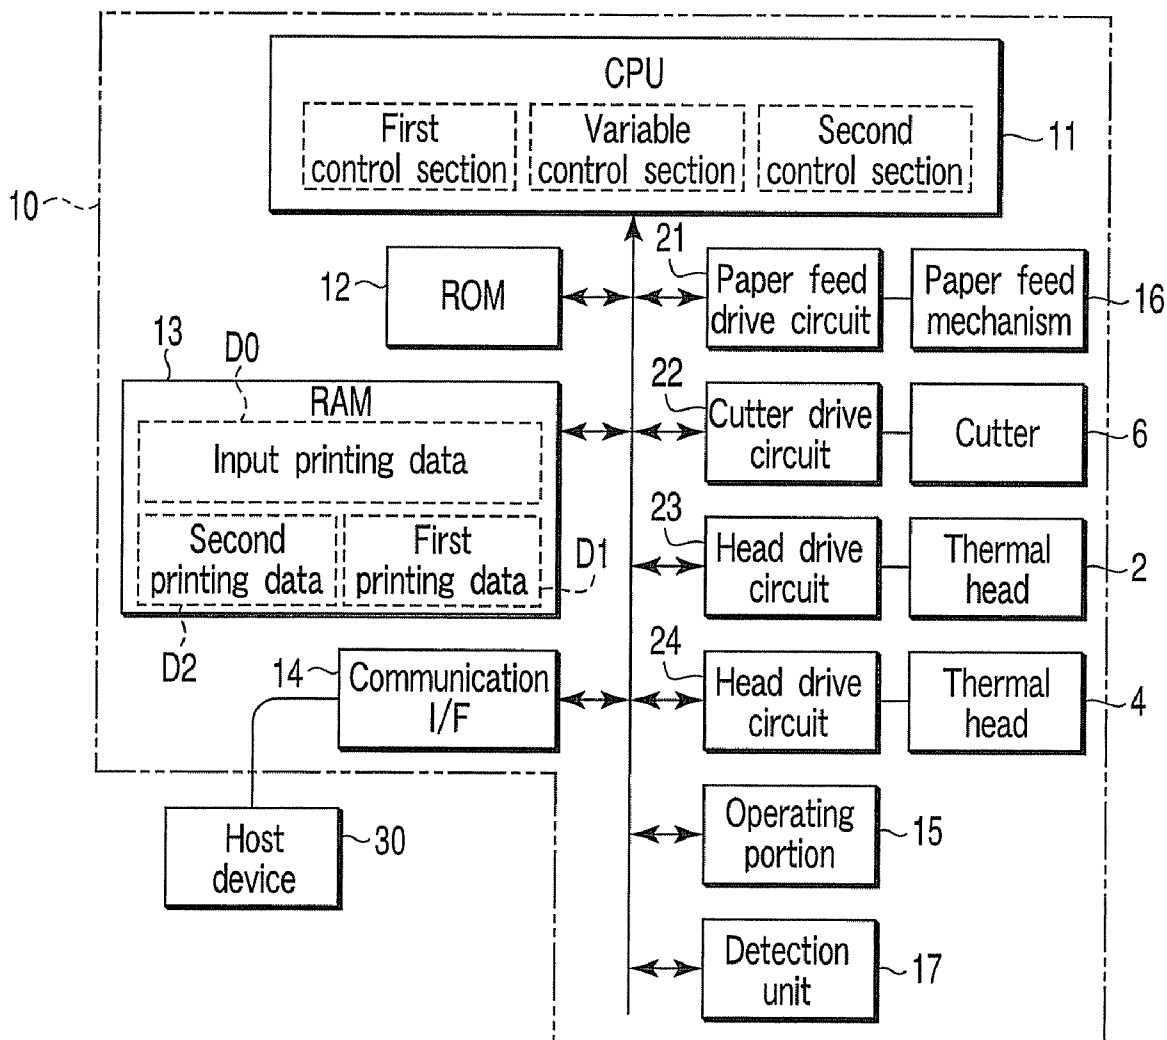 CPU
First
control section
Variable
control section
Second
control section
11
10
12
ROM
21
Paper feed
drive circuit
Paper feed
mechanism
16
13
D0
RAM
Input printing data
Second
printing data
First
printing data
D1
D2
22
Cutter drive
circuit
Cutter
6
23
Head drive
circuit
Thermal
head
2
14
Communication
I/F
24
Head drive
circuit
Thermal
head
4
Host
device
30
Operating
portion
15
Detection
unit
17